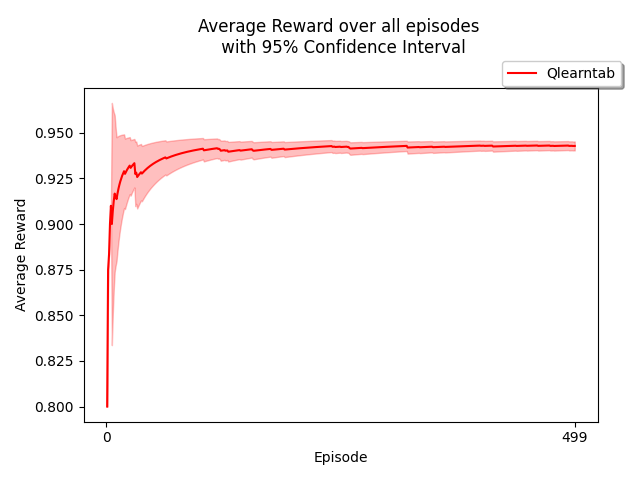 Average Reward over all episodes
with 95% Confidence Interval
Qlearntab
0.950
0.925
0.900
0.875
0.850
0.825
0.800
Average Reward
0
499
Episode